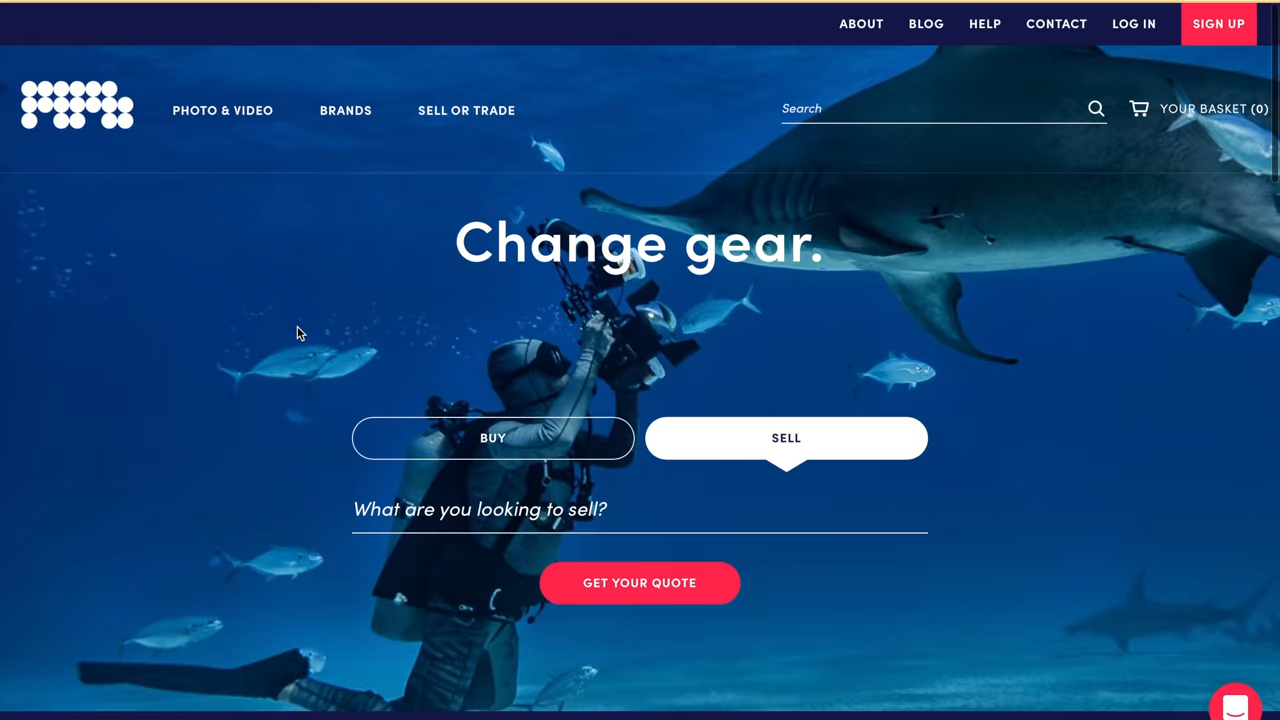 ABOUT BLOG HELP CONTACT LOG IN SIGN UP
PHOTO & VIDEO BRANDS SELL OR TRADE Search YOUR BASKET (0)
Change gear.
BUY SELL
What are you looking to sell?
GET YOUR QUOTE